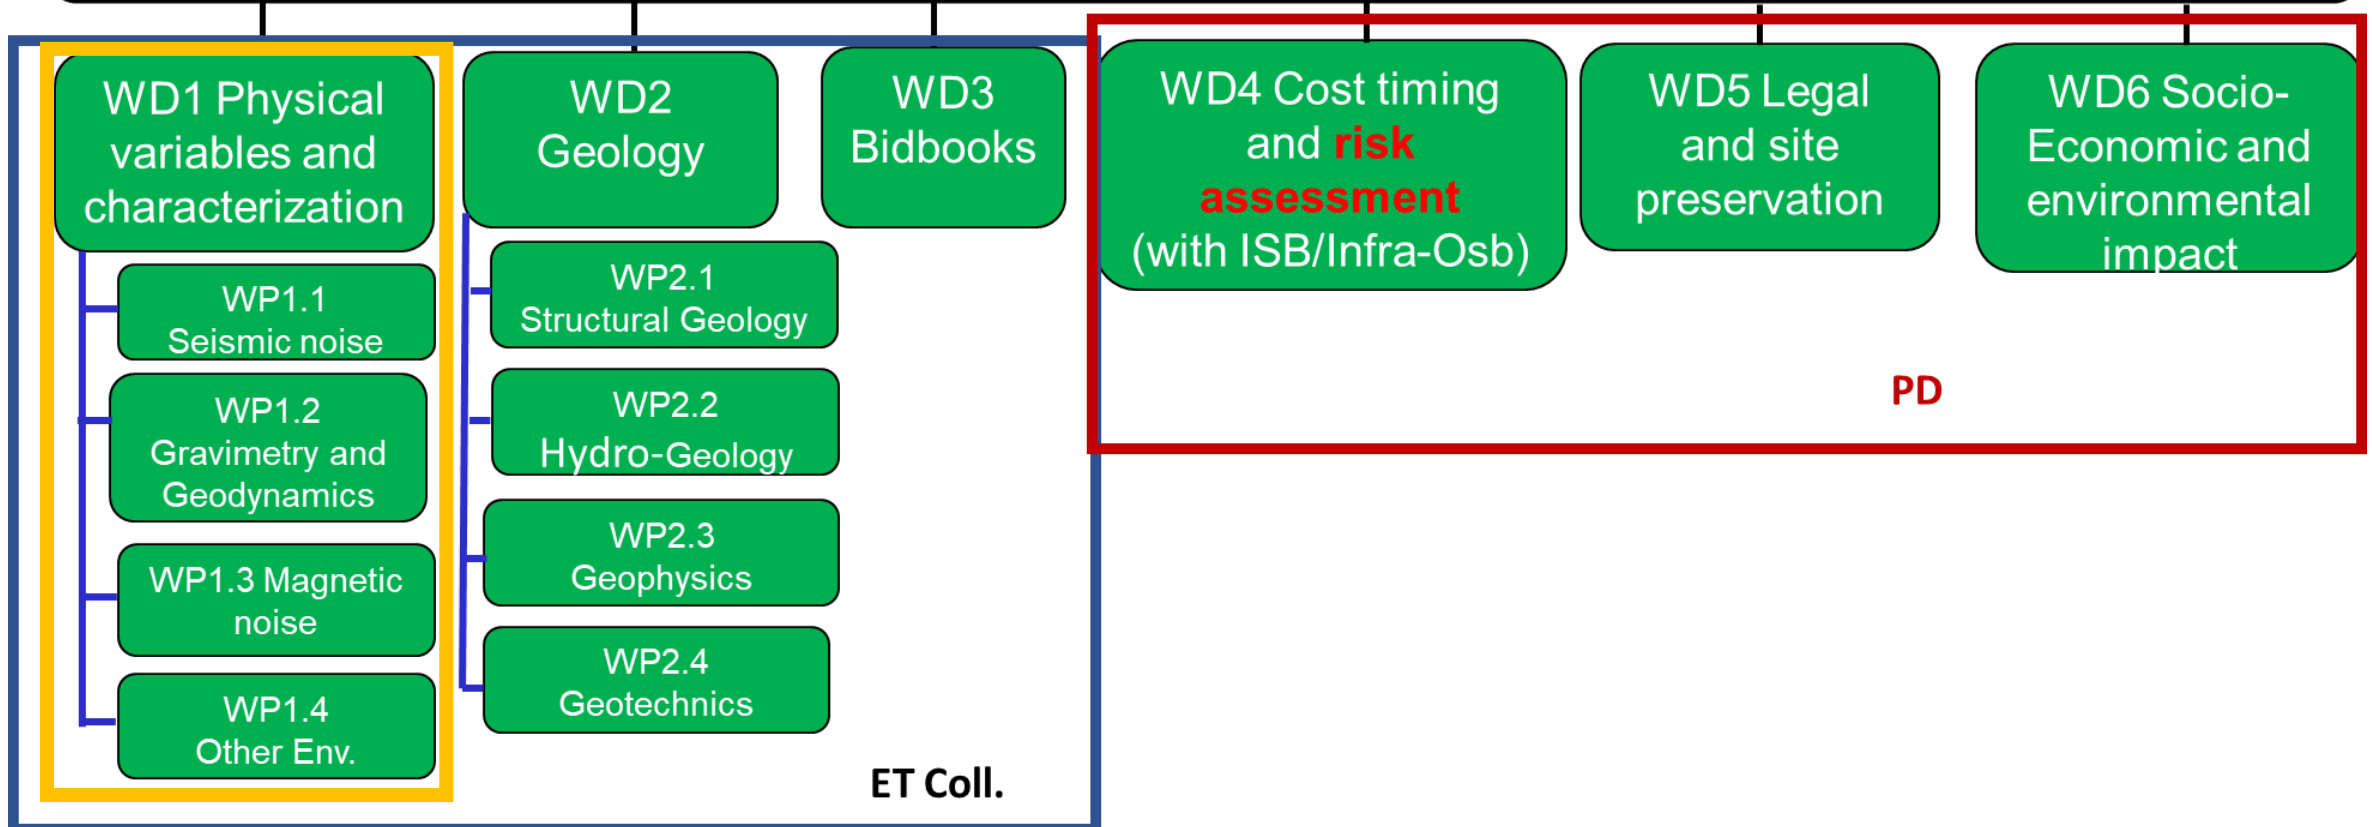 WD1 Physical
variables and
characterization
WP1.1
Seismic noise
WP1.2
Gravimetry and
Geodynamics
WP1.3 Magnetic
noise
WP1.4
Other Env.
WD2
Geology
WP2.1
Structural Geology
WP2.2
Hydro-Geology
WP2.3
Geophysics
WP2.4
Geotechnics
WD3
Bidbooks
ET Coll.
WD4 Cost timing
and risk
assessment
(with ISB/Infra-Osb)
WD5 Legal
and site
preservation
WD6 Socio-
Economic and
environmental
impact
PD